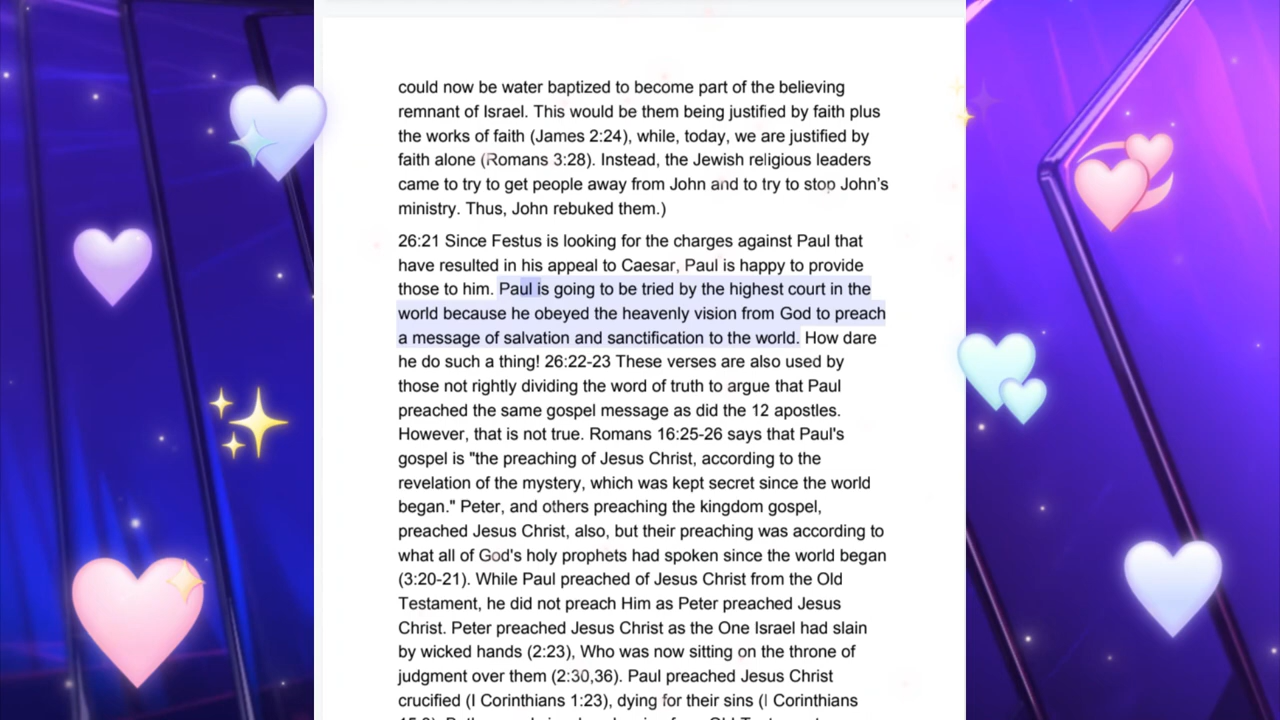 could now be water baptized to become part of the believing
remnant of Israel. This would be them being justified by faith plus
the works of faith (James 2:24), while, today, we are justified by
faith alone (Romans 3:28). Instead, the Jewish religious leaders
came to try to get people away from John and to try to stop John's
ministry. Thus, John rebuked them.)
26:21 Since Festus is looking for the charges against Paul that
have resulted in his appeal to Caesar, Paul is happy to provide
those to him. Paul is going to be tried by the highest court in the
world because he obeyed the heavenly vision from God to preach
a message of salvation and sanctification to the world. How dare
he do such a thing! 26:22-23 These verses are also used by
those not rightly dividing the word of truth to argue that Paul
preached the same gospel message as did the 12 apostles.
However, that is not true. Romans 16:25-26 says that Paul's
gospel is "the preaching of Jesus Christ, according to the
revelation of the mystery, which was kept secret since the world
began." Peter, and others preaching the kingdom gospel,
preached Jesus Christ, also, but their preaching was according to
what all of God's holy prophets had spoken since the world began
(3:20-21). While Paul preached of Jesus Christ from the Old
Testament, he did not preach Him as Peter preached Jesus
Christ. Peter preached Jesus Christ as the One Israel had slain
by wicked hands (2:23), Who was now sitting on the throne of
judgment over them (2:30,36). Paul preached Jesus Christ
crucified (I Corinthians 1:23), dying for their sins (I Corinthians